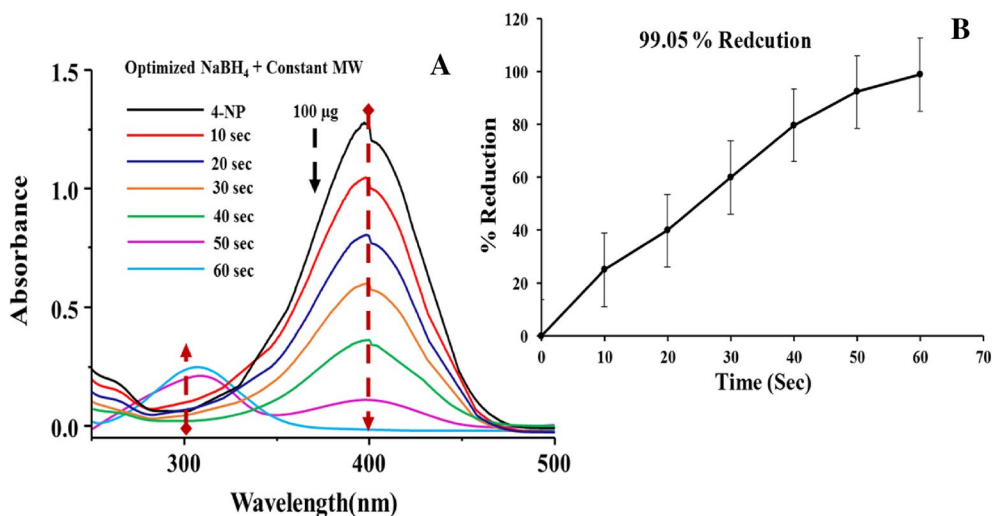 A
Optimized NaBH₄ + Constant MW
4-NP
10 sec
20 sec
30 sec
40 sec
50 sec
60 sec
100 µg
1.5
1.0
0.5
0.0
Absorbance
300
400
500
Wavelength(nm)
B
99.05 % Redcution
120
100
80
60
40
20
0
% Reduction
0
10
20
30
40
50
60
70
Time (Sec)